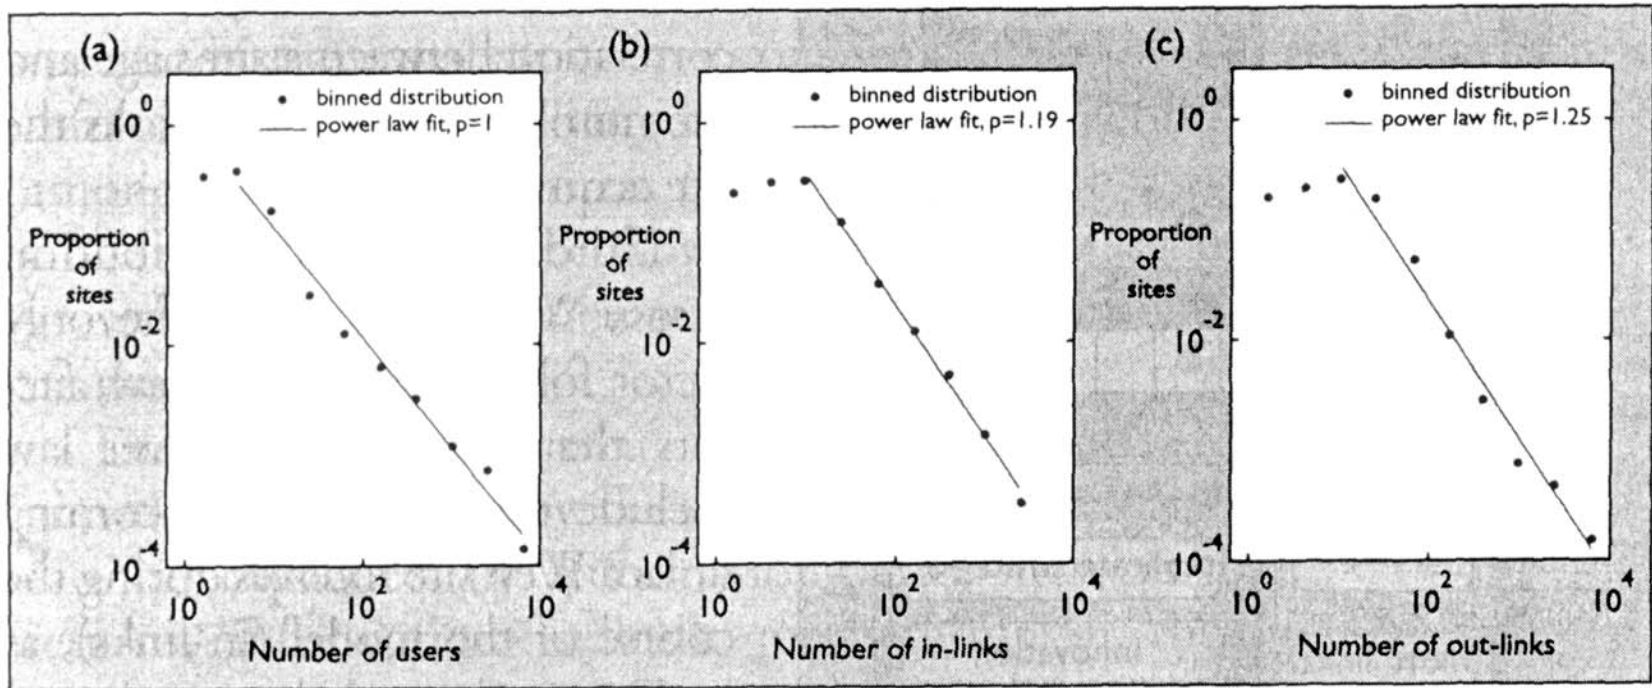 (a)
binned distribution
power law fit, p=1
10^0
Proportion
of
sites
10^-2
10^-4
10^0
10^2
10^4
Number of users
(b)
binned distribution
power law fit, p=1.19
10^0
Proportion
of
sites
10^-2
10^-4
10^0
10^2
10^4
Number of in-links
(c)
binned distribution
power law fit, p=1.25
10^0
Proportion
of
sites
10^-2
10^-4
10^0
10^2
10^4
Number of out-links